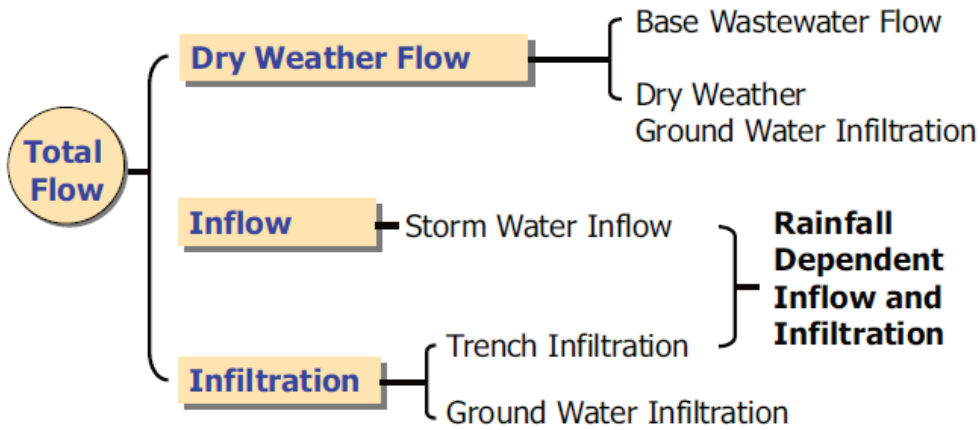 Total
Flow
Dry Weather Flow
Base Wastewater Flow
Dry Weather
Ground Water Infiltration
Inflow
Storm Water Inflow
Rainfall
Dependent
Inflow and
Infiltration
Infiltration
Trench Infiltration
Ground Water Infiltration